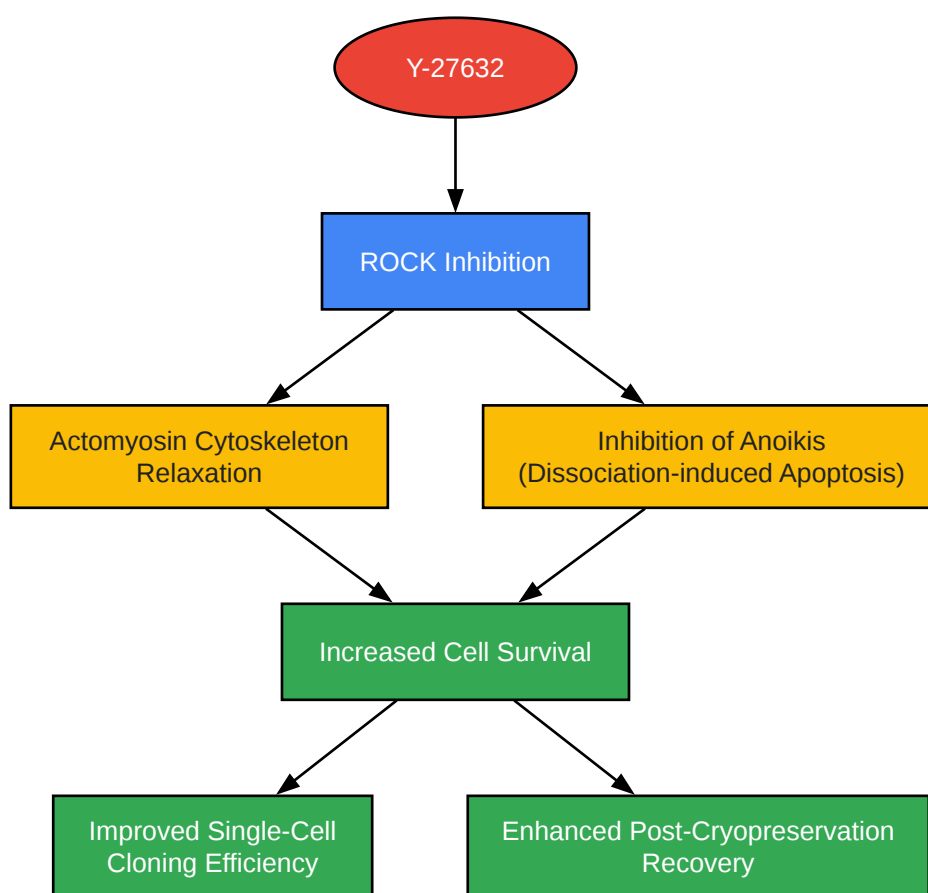 Y-27632
ROCK Inhibition
Actomyosin Cytoskeleton
Relaxation
Inhibition of Anoikis
(Dissociation-induced Apoptosis)
Increased Cell Survival
Improved Single-Cell
Cloning Efficiency
Enhanced Post-Cryopreservation
Recovery